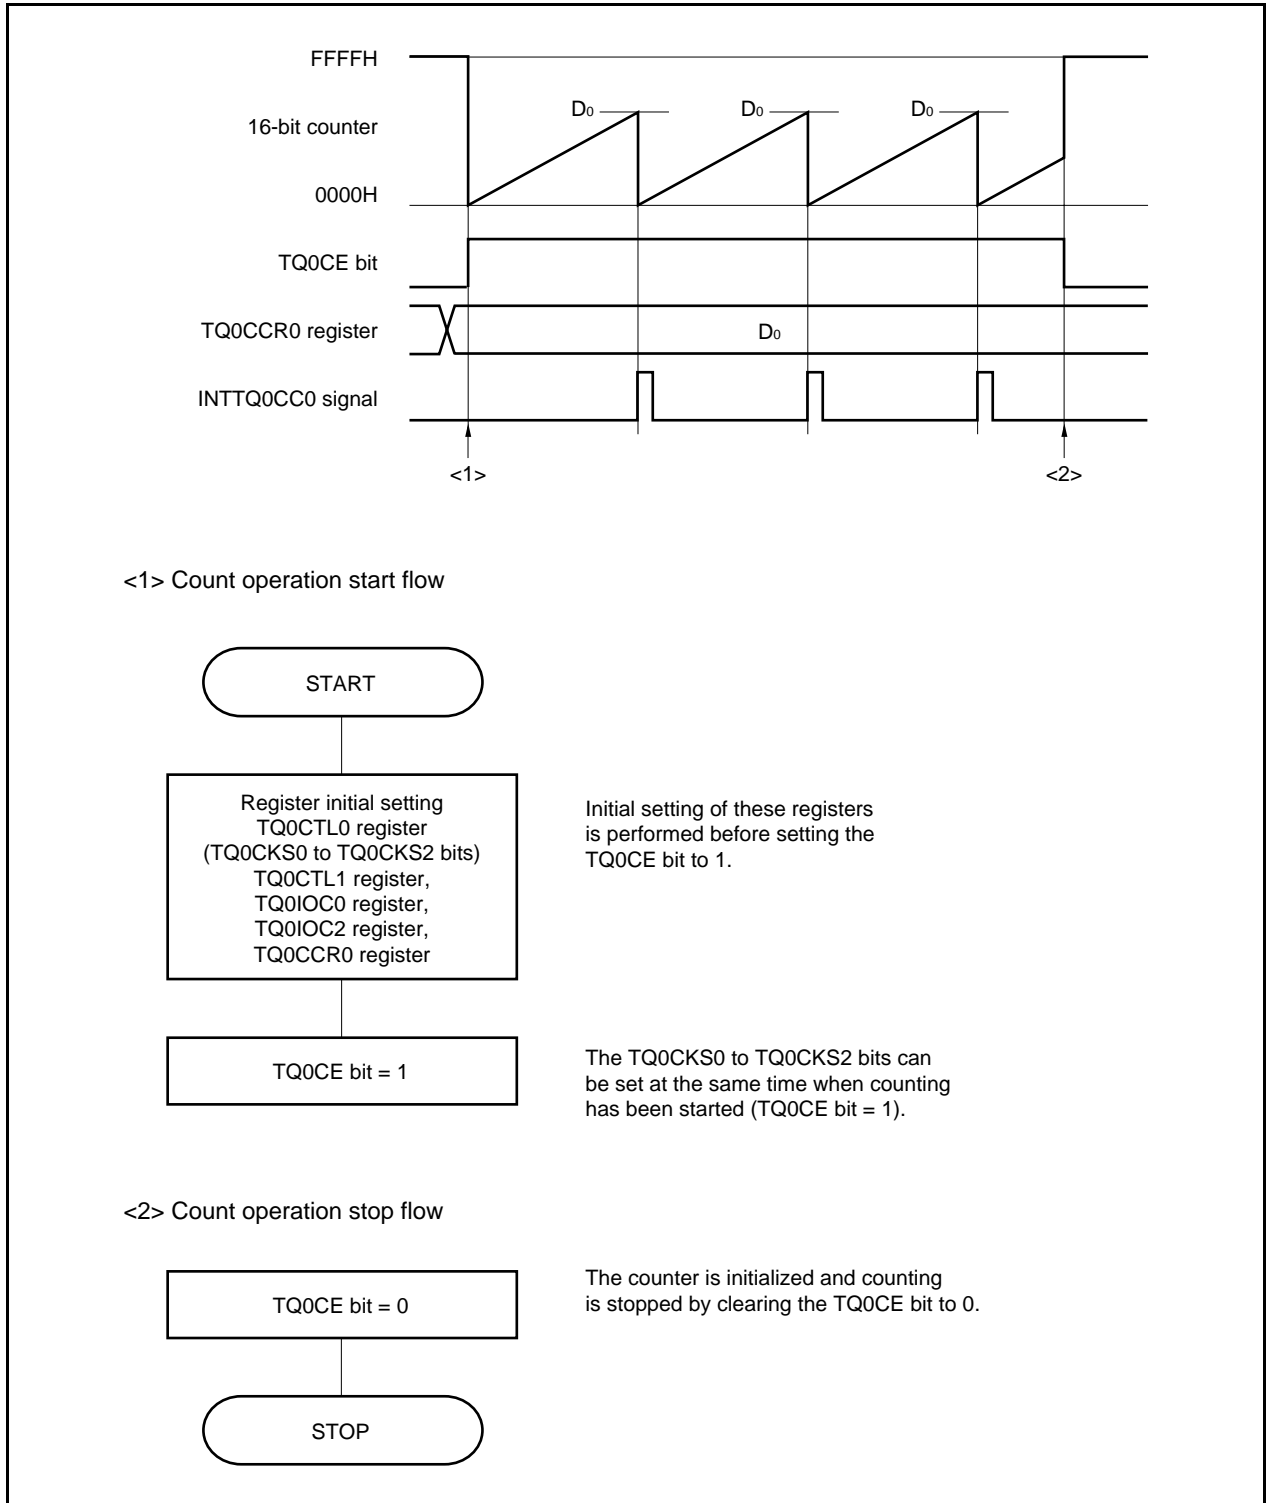 FFFFH
D0 D0 D0
16-bit counter
0000H
TQ0CE bit
TQ0CCR0 register
D0
INTTQ0CC0 signal
<1> <2>
<1> Count operation start flow
START
Register initial setting
TQ0CTL0 register
(TQ0CKS0 to TQ0CKS2 bits)
TQ0CTL1 register,
TQ0IOC0 register,
TQ0IOC2 register,
TQ0CCR0 register
Initial setting of these registers
is performed before setting the
TQ0CE bit to 1.
TQ0CE bit = 1
The TQ0CKS0 to TQ0CKS2 bits can
be set at the same time when counting
has been started (TQ0CE bit = 1).
<2> Count operation stop flow
TQ0CE bit = 0
The counter is initialized and counting
is stopped by clearing the TQ0CE bit to 0.
STOP